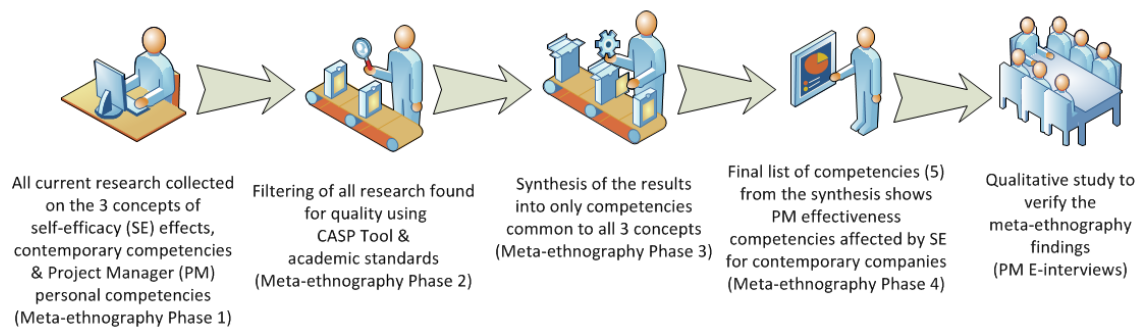 All current research collected
on the 3 concepts of
self-efficacy (SE) effects,
contemporary competencies
& Project Manager (PM)
personal competencies
(Meta-ethnography Phase 1)
Filtering of all research found
for quality using
CASP Tool &
academic standards
(Meta-ethnography Phase 2)
Synthesis of the results
into only competencies
common to all 3 concepts
(Meta-ethnography Phase 3)
Final list of competencies (5)
from the synthesis shows
PM effectiveness
competencies affected by SE
for contemporary companies
(Meta-ethnography Phase 4)
Qualitative study to
verify the
meta-ethnography
findings
(PM E-interviews)